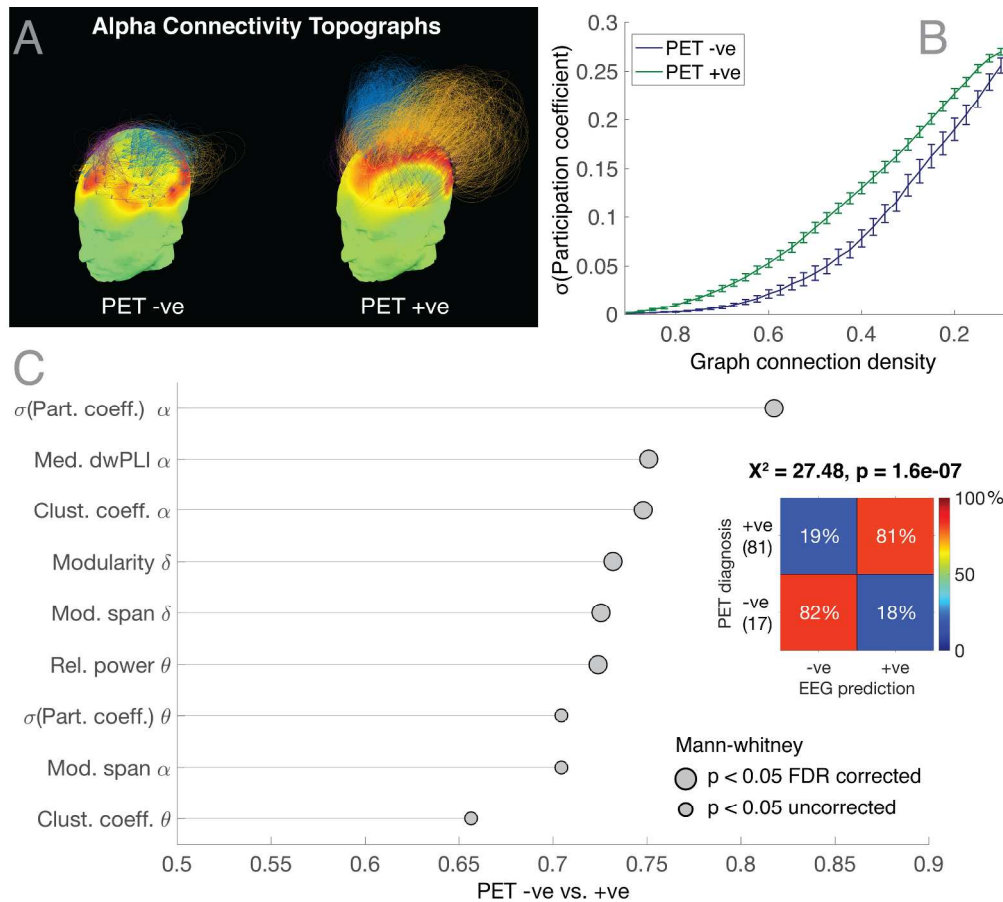 A
Alpha Connectivity Topographs
PET -ve
PET +ve
B
PET -ve
PET +ve
σ(Participation coefficient)
0.3
0.25
0.2
0.15
0.1
0.05
0
0.8
0.6
0.4
0.2
Graph connection density
C
σ(Part. coeff.) α
Med. dwPLI α
Clust. coeff. α
Modularity δ
Mod. span δ
Rel. power θ
σ(Part. coeff.) θ
Mod. span α
Clust. coeff. θ
0.5
0.55
0.6
0.65
0.7
0.75
0.8
0.85
0.9
PET -ve vs. +ve
X² = 27.48, p = 1.6e-07
PET diagnosis
+ve
(81)
-ve
(17)
19%
81%
82%
18%
-ve
+ve
EEG prediction
100%
50
0
Mann-whitney
p < 0.05 FDR corrected
p < 0.05 uncorrected